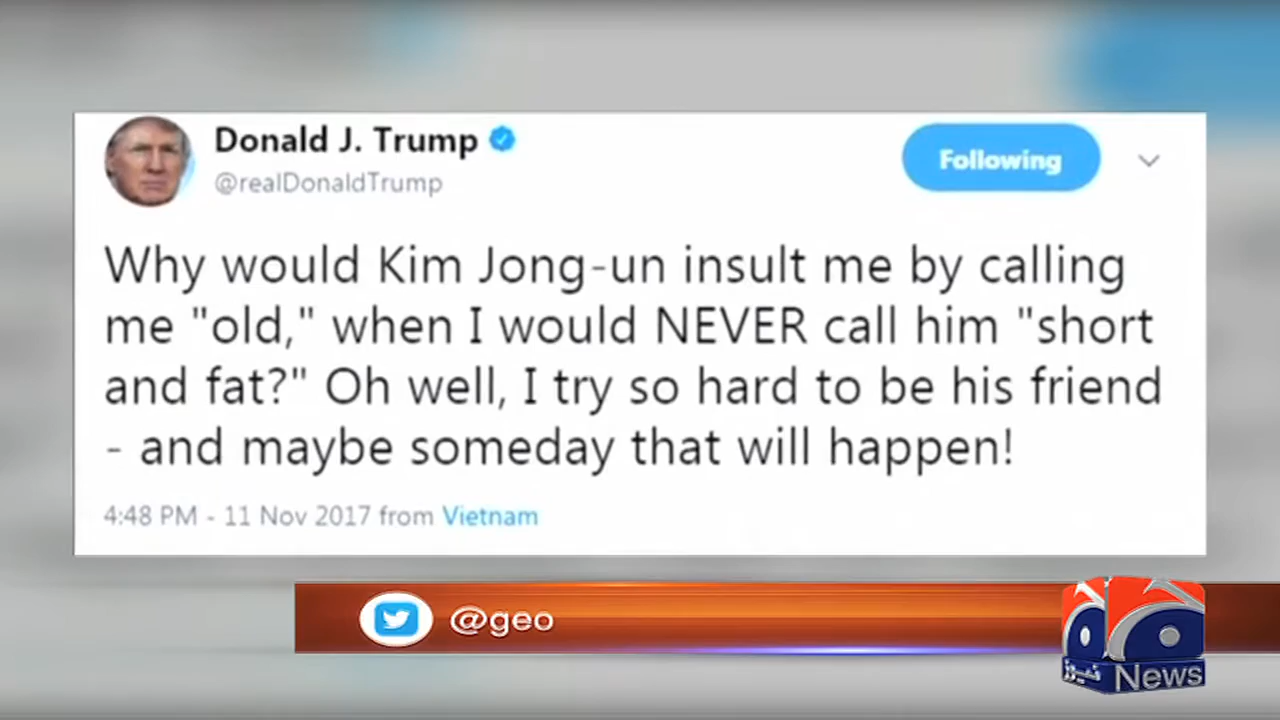 Donald J. Trump
@realDonaldTrump
Following
Why would Kim Jong-un insult me by calling
me "old," when I would NEVER call him "short
and fat?" Oh well, I try so hard to be his friend
- and maybe someday that will happen!
4:48 PM - 11 Nov 2017 from Vietnam
@geo
نیوز News